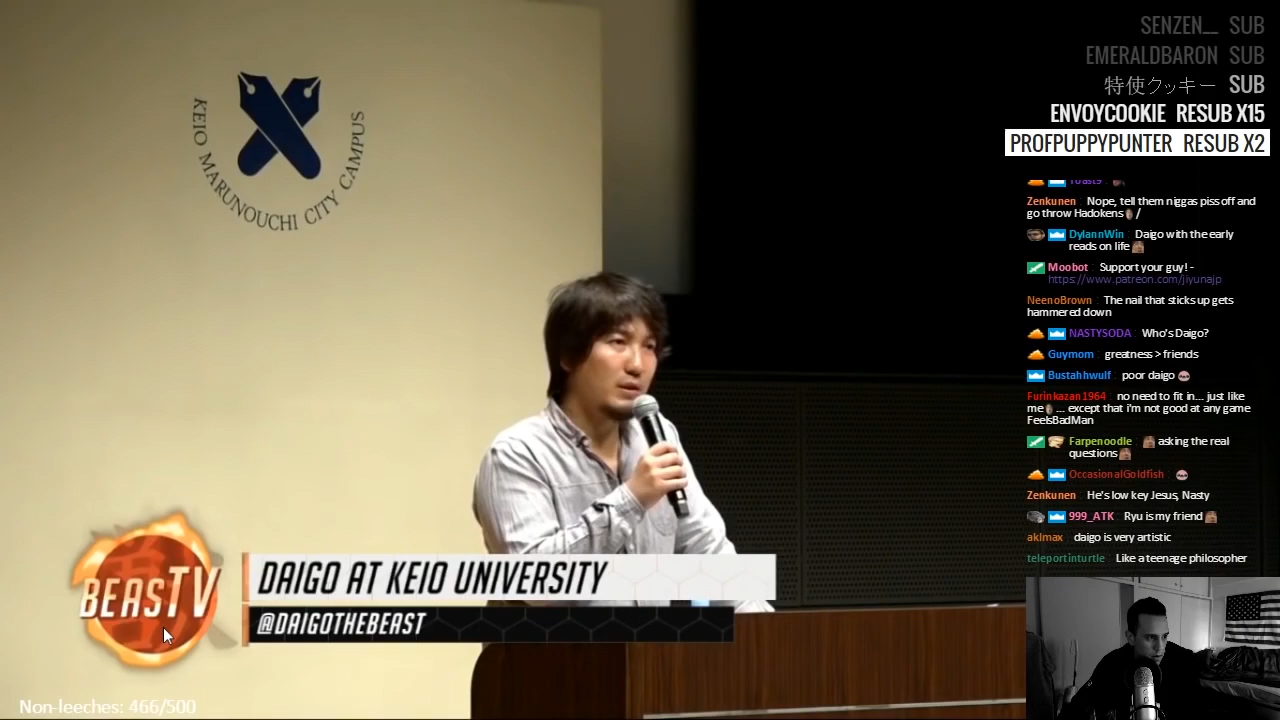 KEIO MARUNOUCHI CITY CAMPUS
BEASTV
DAIGO AT KEIO UNIVERSITY
@DAIGOTHEBEAST
Non-leeches: 466/500
SENZEN__ SUB
EMERALDBARON SUB
特使クッキー SUB
ENVOYCOOKIE RESUB X15
PROFPUPPYPUNTER RESUB X2
Zenkunen : Nope, tell them niggas piss off and
go throw Hadokens /
DylannWin : Daigo with the early
reads on life
Moobot : Support your guy! -
https://www.patreon.com/jiyunajp
NeenoBrown : The nail that sticks up gets
hammered down
NASTYSODA : Who's Daigo?
Guymom : greatness > friends
Bustahhwulf : poor daigo
Furinkazan1964 : no need to fit in... just like
me ... except that i'm not good at any game
FeelsBadMan
Farpenoodle : asking the real
questions
OccasionalGoldfish :
Zenkunen : He's low key Jesus, Nasty
999_ATK : Ryu is my friend
aklmax : daigo is very artistic
teleportinturtle : Like a teenage philosopher